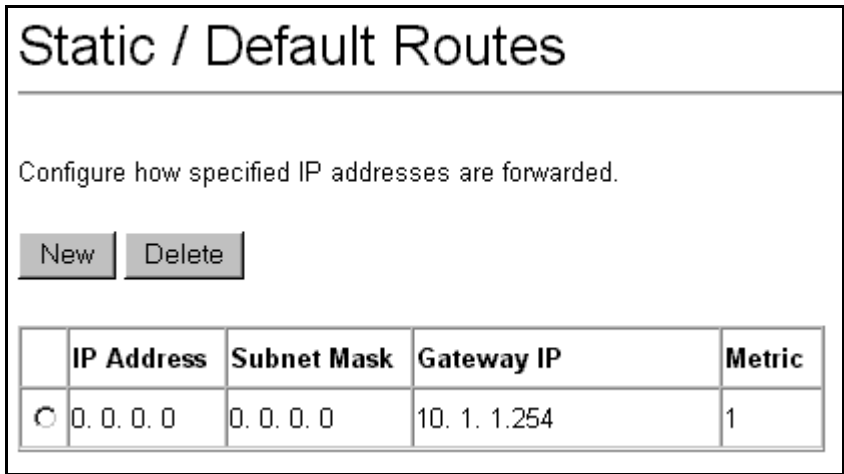 Static / Default Routes
Configure how specified IP addresses are forwarded.
New Delete
IP Address Subnet Mask Gateway IP Metric
0. 0. 0. 0 0. 0. 0. 0 10. 1. 1.254 1